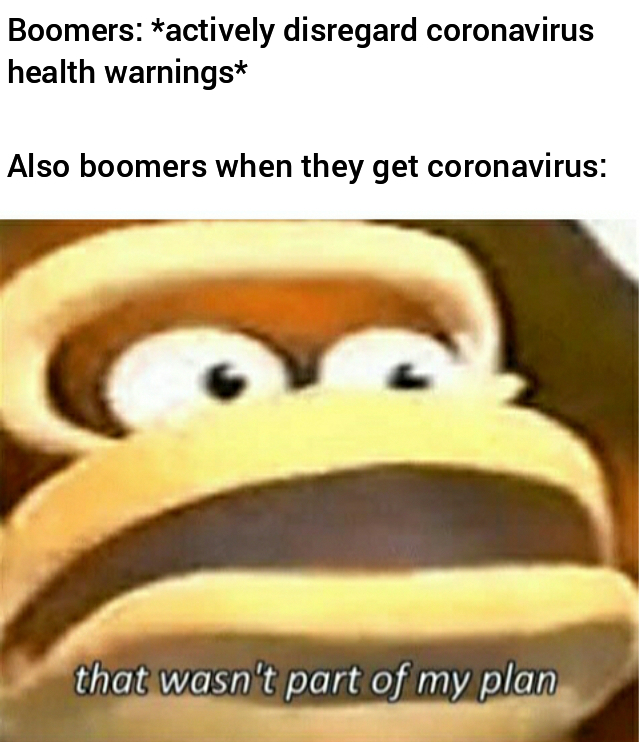 Boomers: *actively disregard coronavirus
health warnings*
Also boomers when they get coronavirus:
that wasn't part of my plan